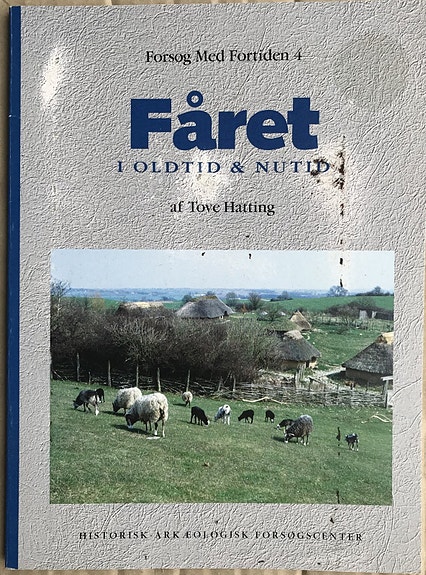 Forsøg Med Fortiden 4
Fåret
I OLDTID & NUTID
af Tove Hatting
HISTORISK-ARKÆOLOGISK FORSØGSCENTER